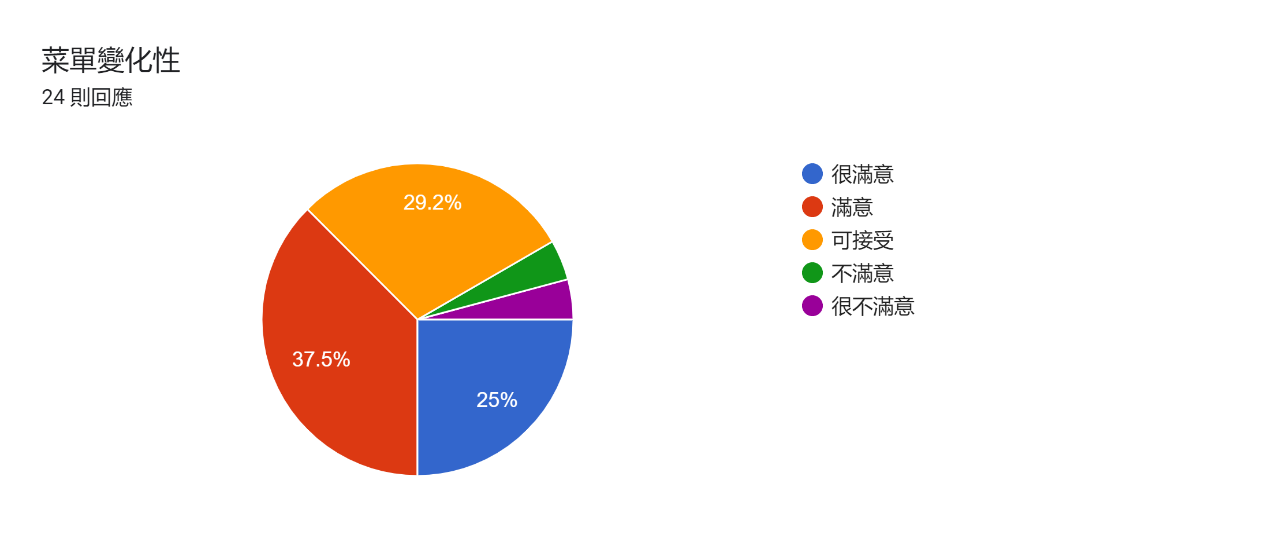 菜單變化性
24 則回應
29.2%
37.5%
25%
很滿意
滿意
可接受
不滿意
很不滿意